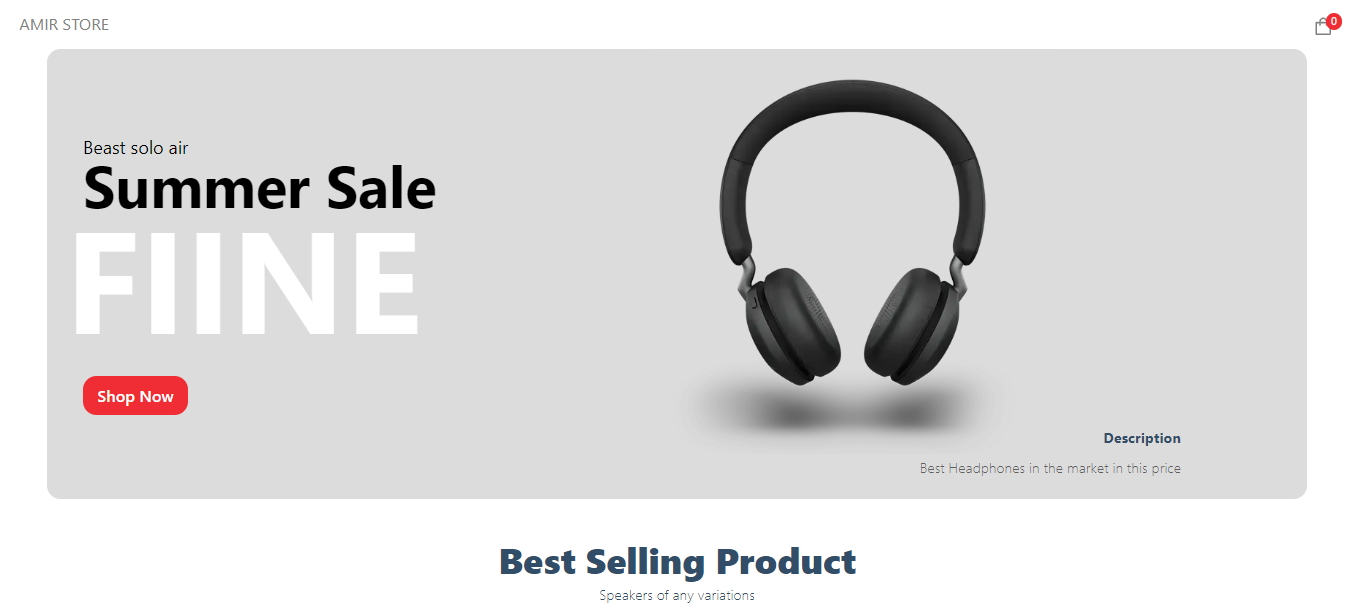 AMIR STORE
0
Beast solo air
Summer Sale
FIINE
Shop Now
Description
Best Headphones in the market in this price
Best Selling Product
Speakers of any variations